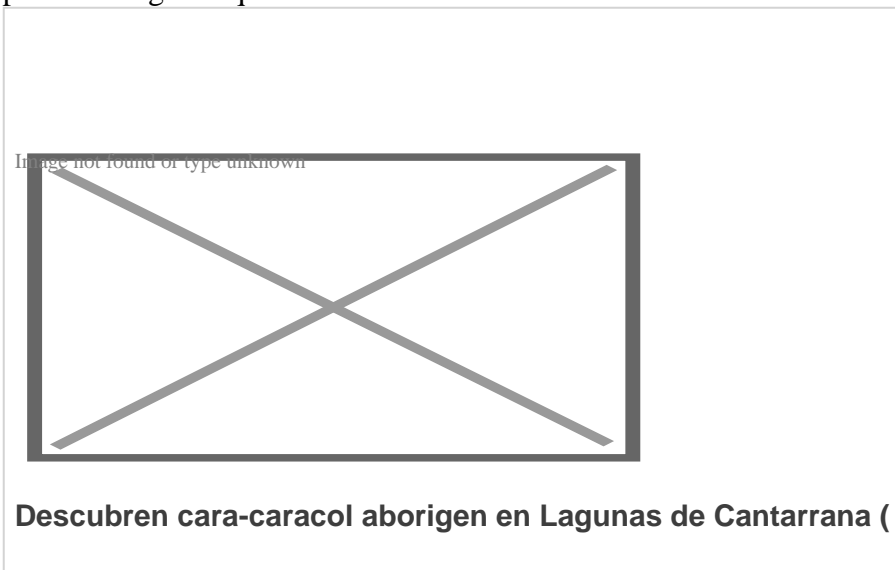 Image not found or type unknown
Descubren cara-caracol aborigen en Lagunas de Cantarrana (